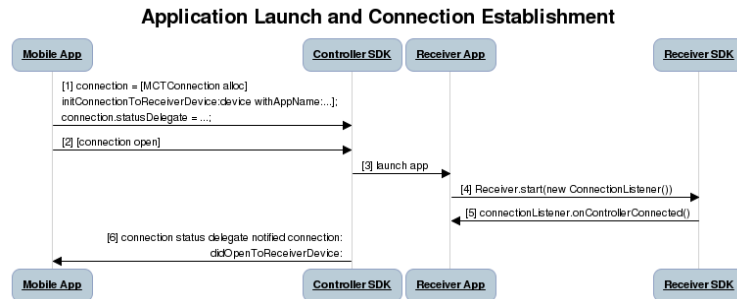 Application Launch and Connection Establishment
Mobile App
Controller SDK
Receiver App
Receiver SDK
[1] connection = [MCTConnection alloc]
initConnectionToReceiverDevice:device withAppName:...];
connection.statusDelegate = ...;
[2] [connection open]
[3] launch app
[4] Receiver.start(new ConnectionListener())
[5] connectionListener.onControllerConnected()
[6] connection status delegate notified connection:
didOpenToReceiverDevice:
Mobile App
Controller SDK
Receiver App
Receiver SDK